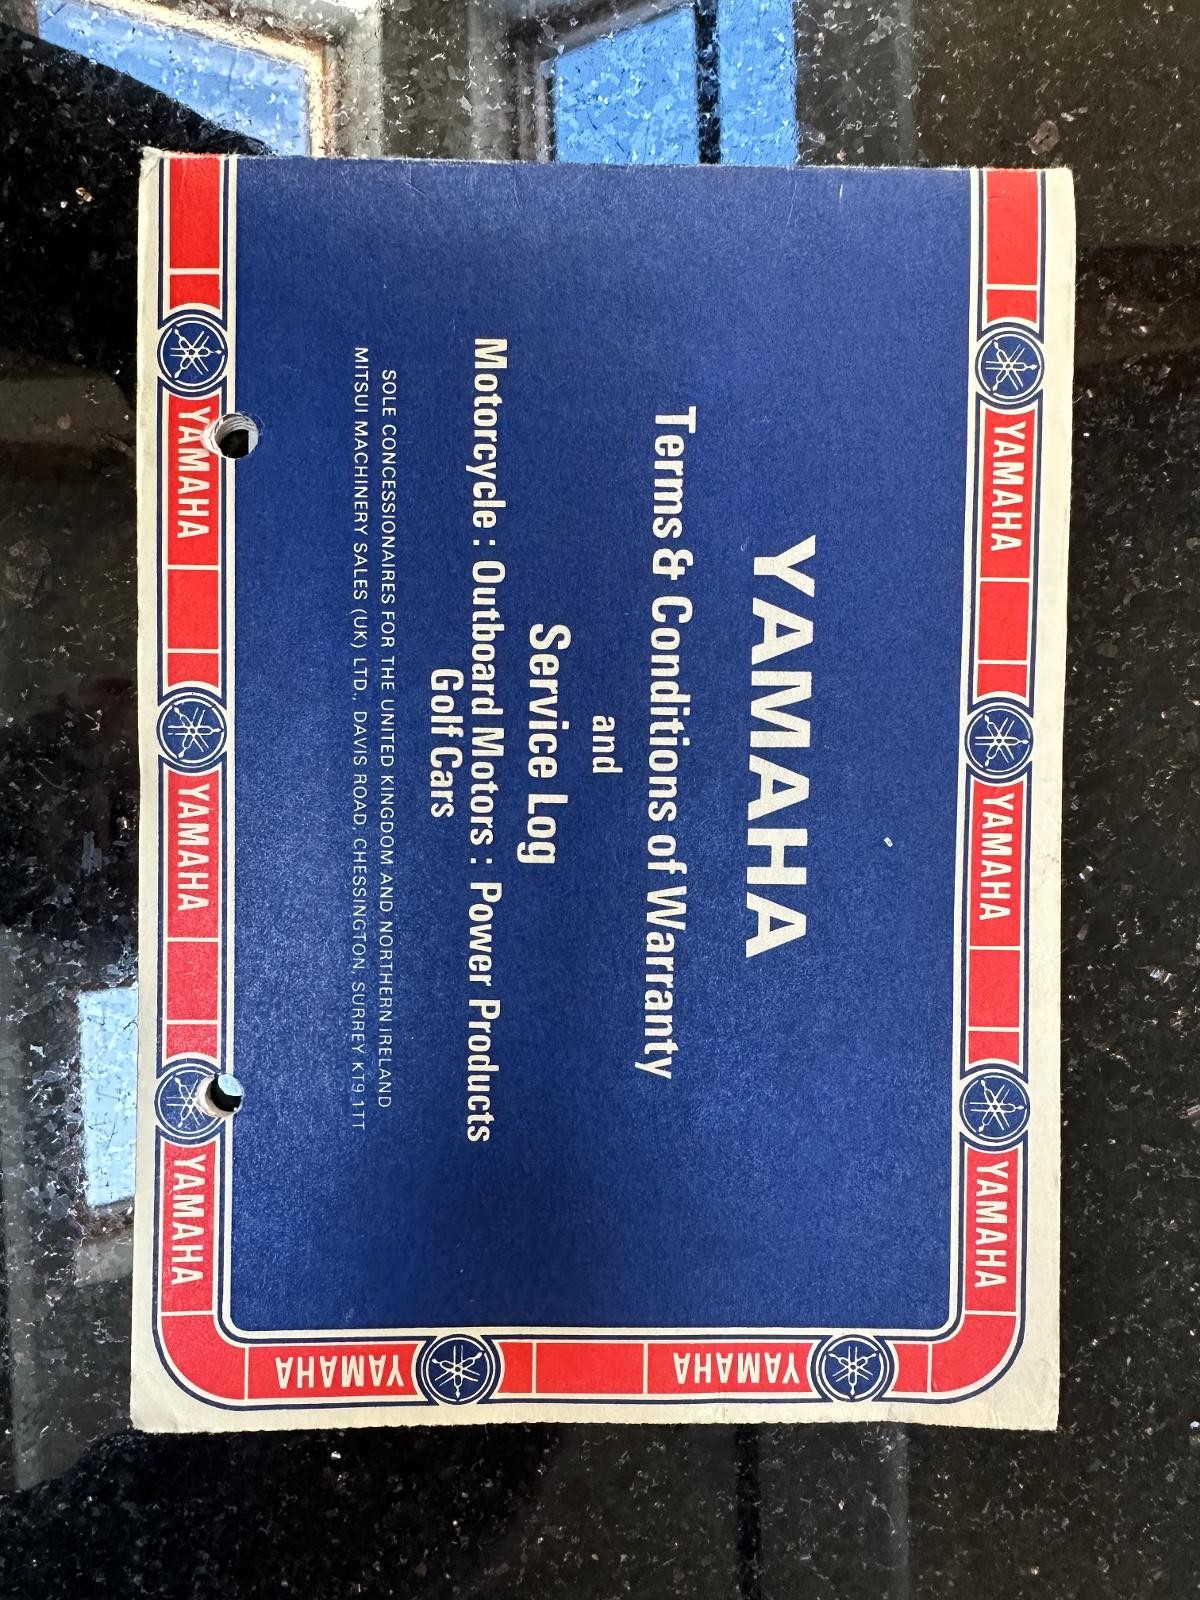 YAMAHA
Terms & Conditions of Warranty
and
Service Log
Motorcycle : Outboard Motors : Power Products
Golf Cars
SOLE CONCESSIONAIRES FOR THE UNITED KINGDOM AND NORTHERN IRELAND
MITSUI MACHINERY SALES (UK) LTD. DAVIS ROAD CHESSINGTON, SURREY KT9 1TT
YAMAHA
YAMAHA
YAMAHA
YAMAHA
YAMAHA
YAMAHA
YAMAHA
YAMAHA